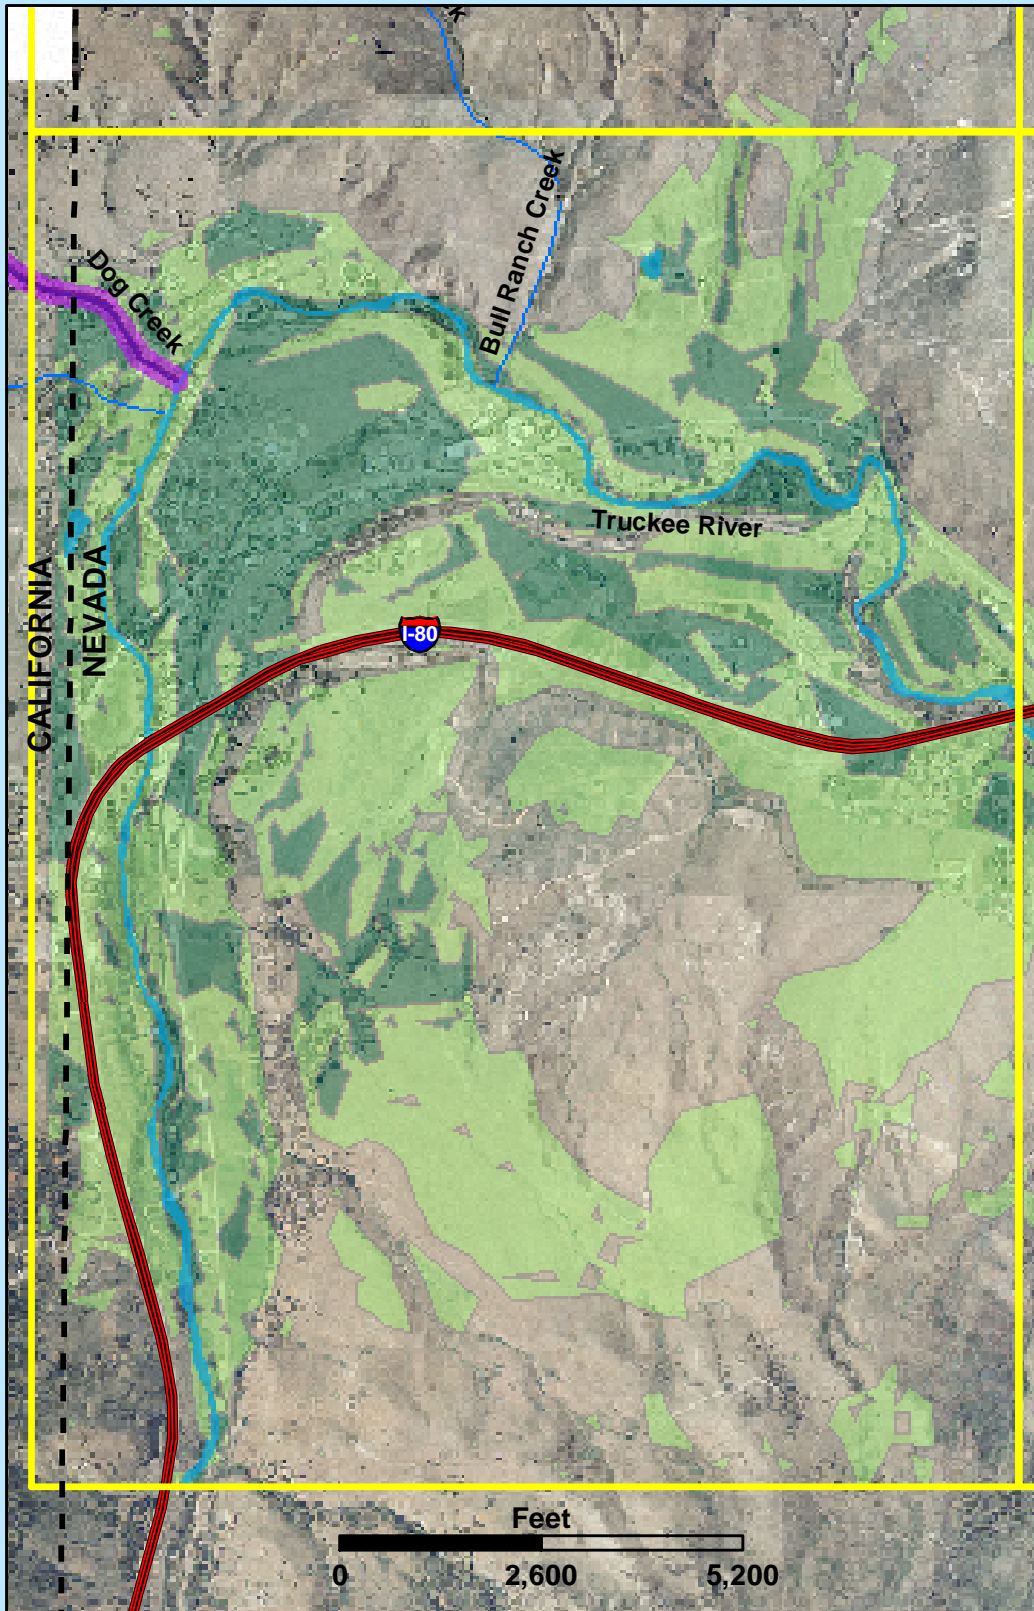 k
Bull Ranch Creek
Dog Creek
Truckee River
CALIFORNIA
NEVADA
I-80
Feet
0 2,600 5,200